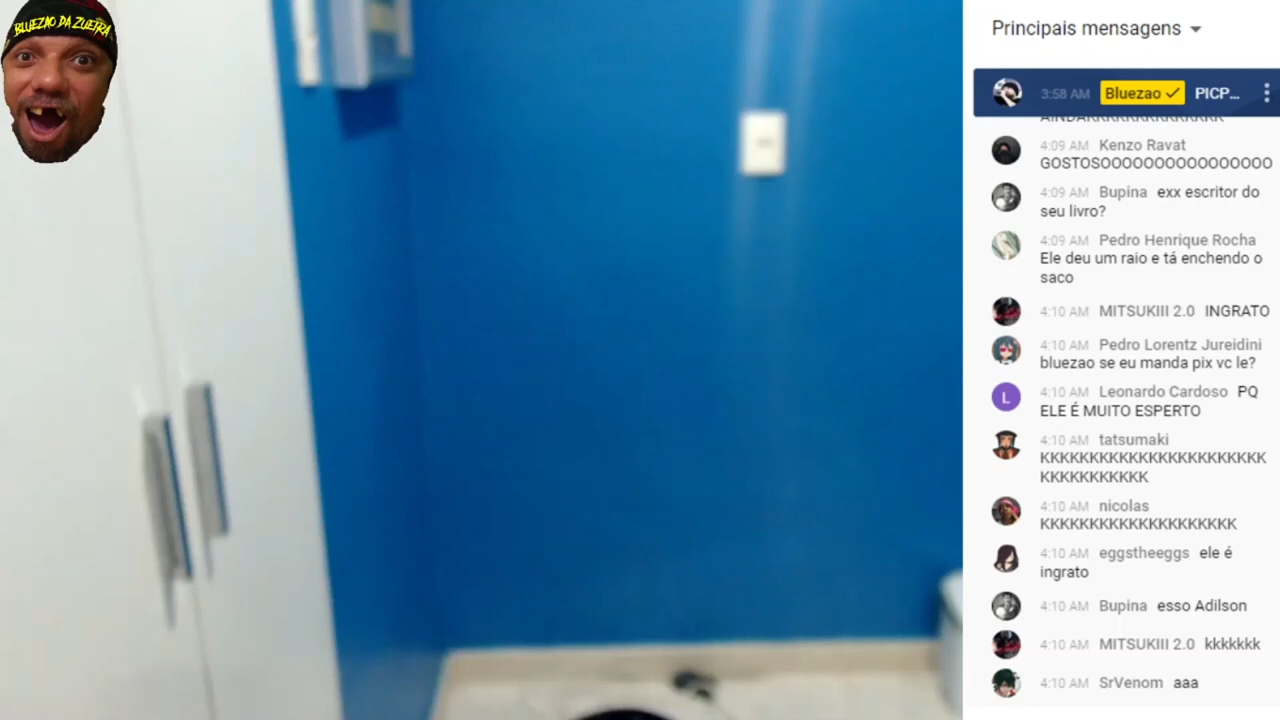 BLUEZAO DA ZUEIRA
Principais mensagens
3:58 AM Bluezao PICP...
4:09 AM Kenzo Ravat
GOSTOSOOOOOOOOOOOOOOOO
4:09 AM Bupina exx escritor do
seu livro?
4:09 AM Pedro Henrique Rocha
Ele deu um raio e tá enchendo o
saco
4:10 AM MITSUKIII 2.0 INGRATO
4:10 AM Pedro Lorentz Jureidini
bluezao se eu manda pix vc le?
L 4:10 AM Leonardo Cardoso PQ
ELE É MUITO ESPERTO
4:10 AM tatsumaki
KKKKKKKKKKKKKKKKKKKKKKK
KKKKKKKKKKK
4:10 AM nicolas
KKKKKKKKKKKKKKKKKKKK
4:10 AM eggstheeggs ele é
ingrato
4:10 AM Bupina esso Adilson
4:10 AM MITSUKIII 2.0 kkkkkkk
4:10 AM SrVenom aaa